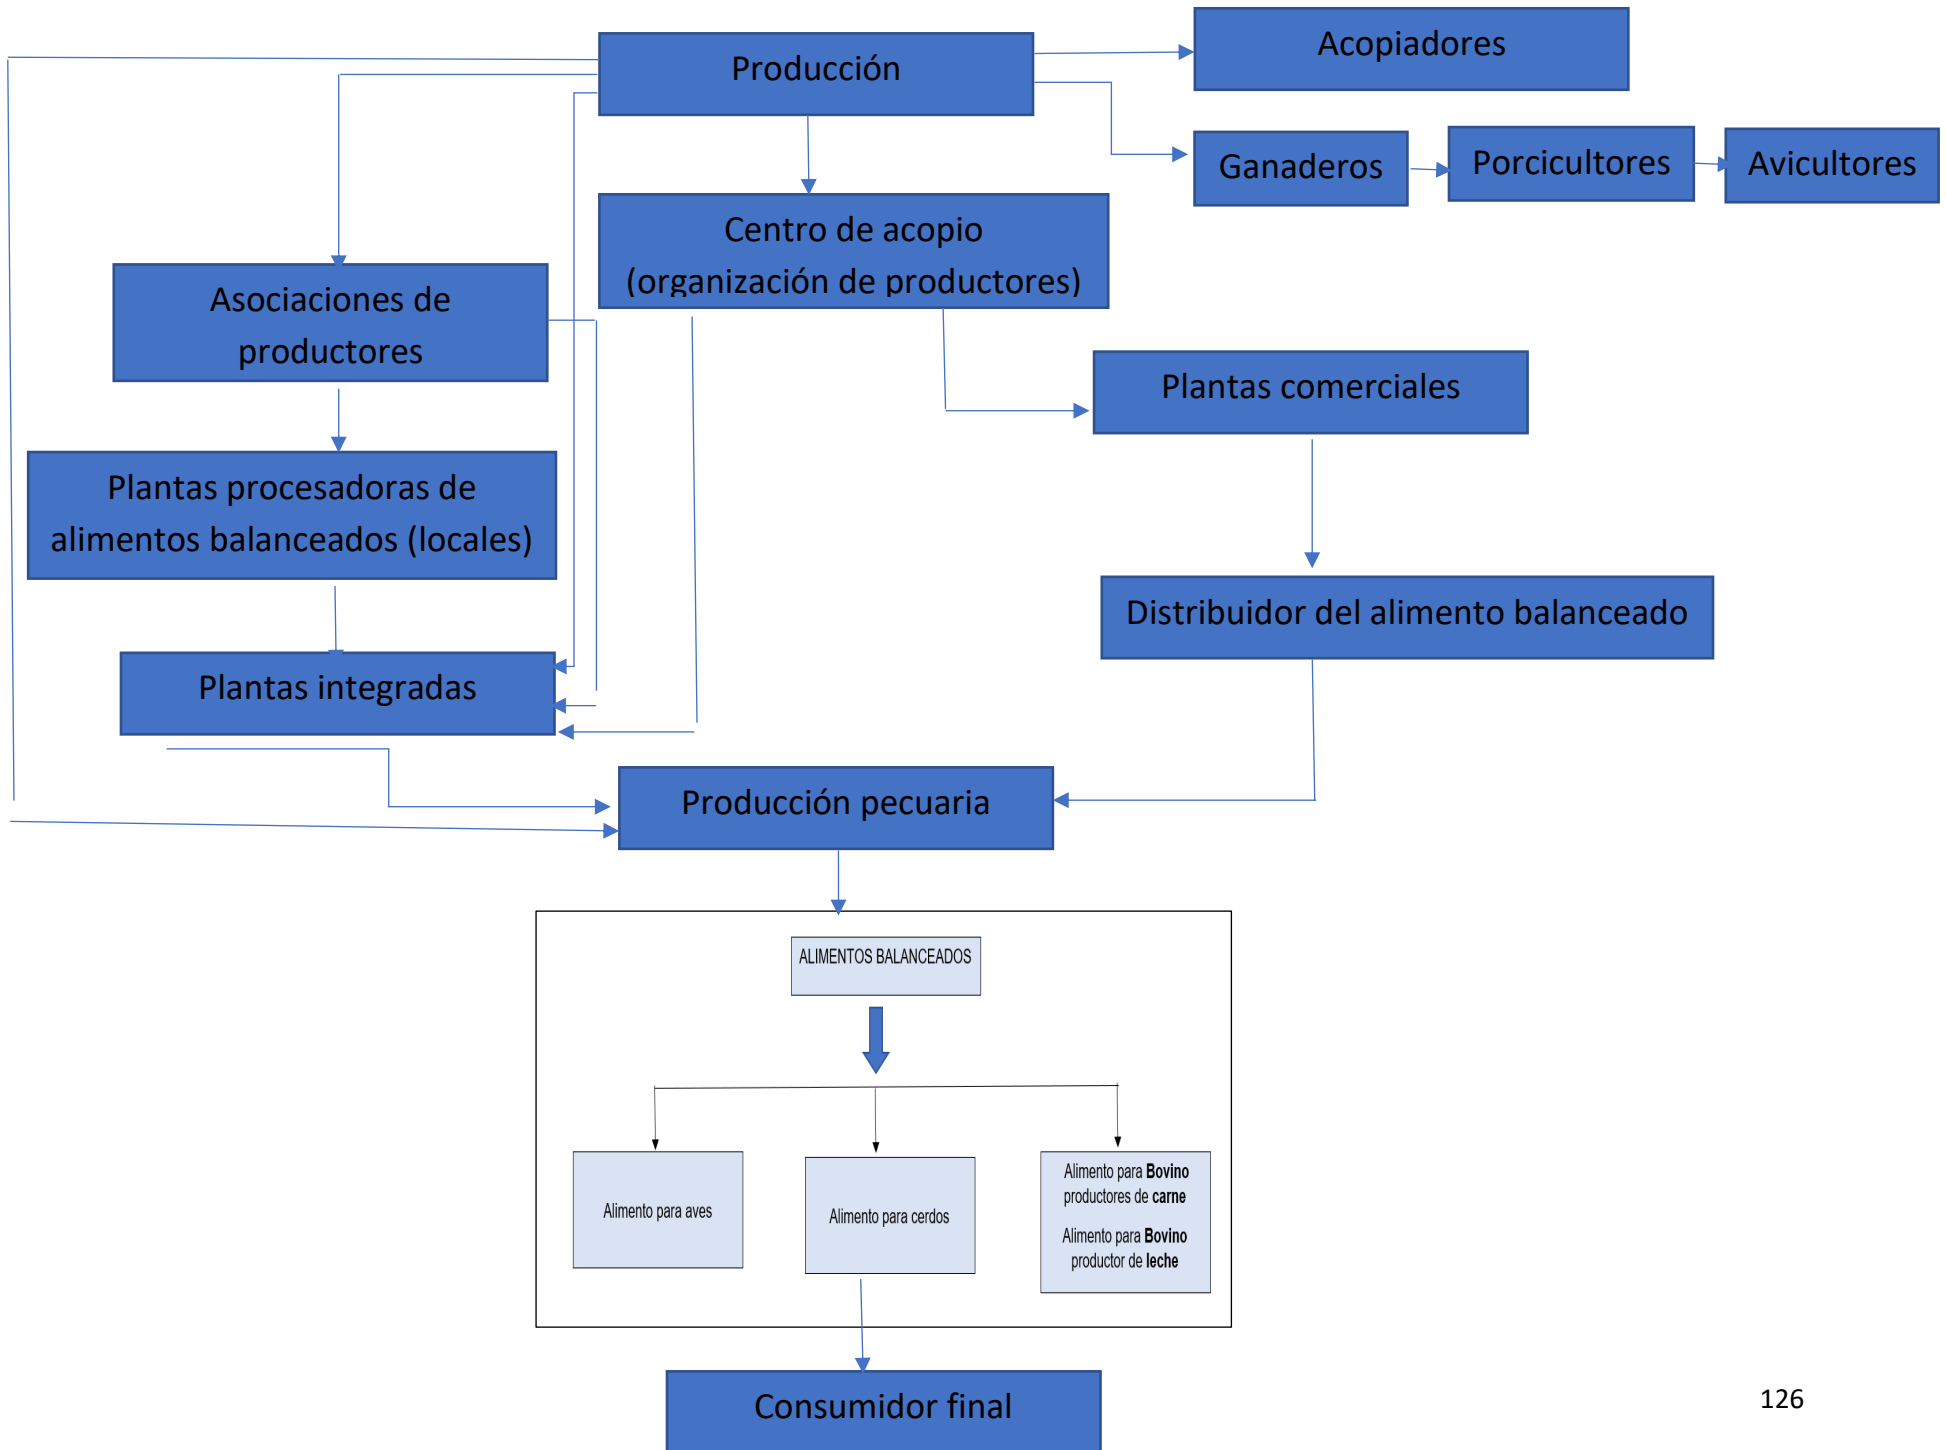 Producción
Acopiadores
Ganaderos
Porcicultores
Avicultores
Centro de acopio
(organización de productores)
Asociaciones de
productores
Plantas comerciales
Plantas procesadoras de
alimentos balanceados (locales)
Distribuidor del alimento balanceado
Plantas integradas
Producción pecuaria
ALIMENTOS BALANCEADOS
Alimento para aves
Alimento para cerdos
Alimento para Bovino
productores de carne
Alimento para Bovino
productor de leche
Consumidor final
126